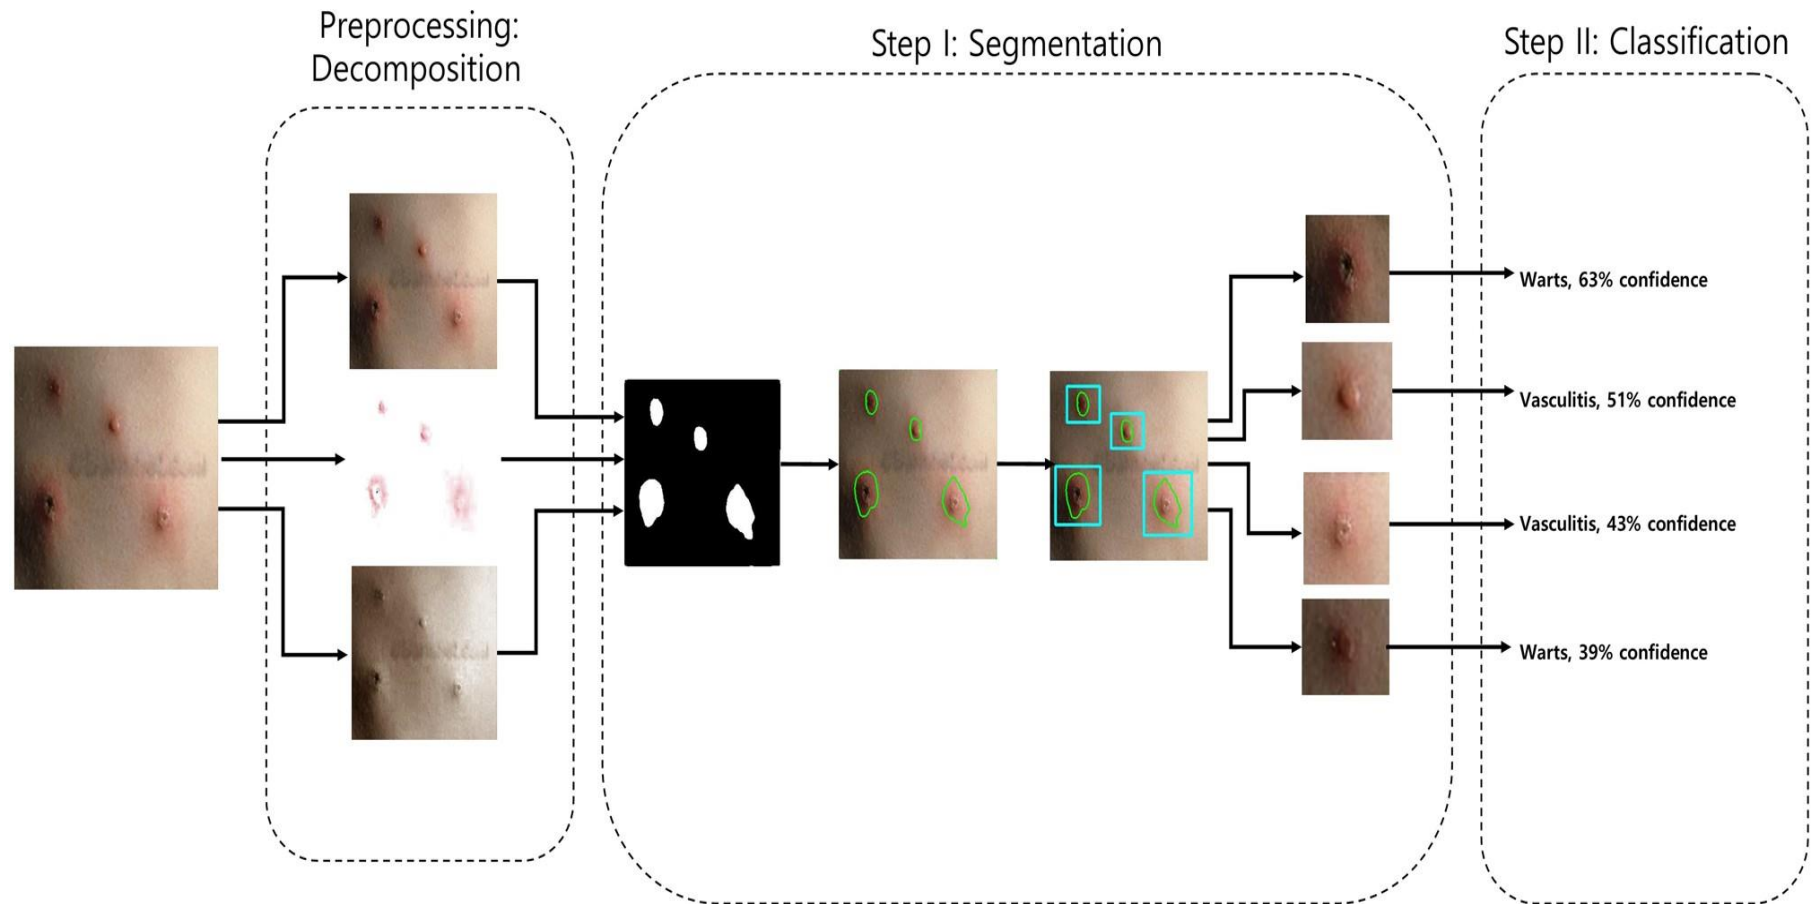 Preprocessing:
Decomposition
Step I: Segmentation
Step II: Classification
Warts, 63% confidence
Vasculitis, 51% confidence
Vasculitis, 43% confidence
Warts, 39% confidence